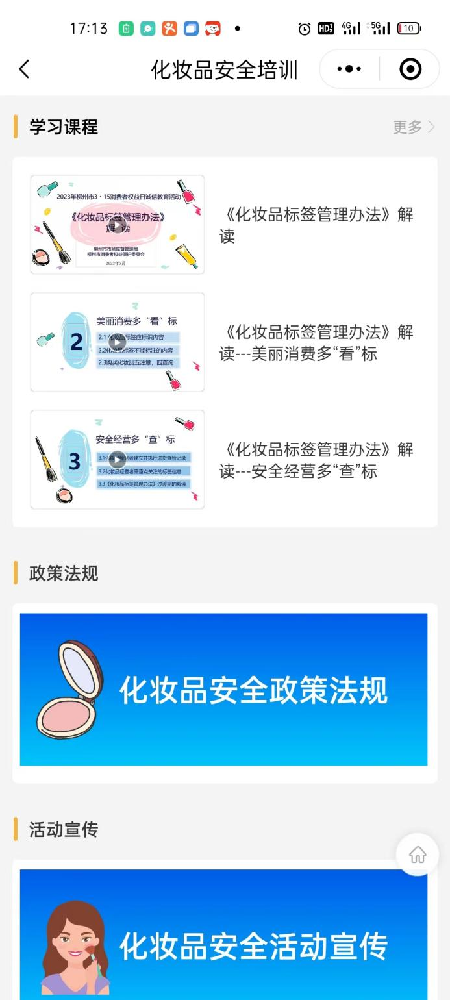 17:13
HD
4G
5G
10
化妆品安全培训
学习课程
更多
2023年柳州市3·15消费者权益日诚信教育活动
《化妆品标签管理办法》
解 读
柳州市市场监督管理局
柳州市消费者权益保护委员会
2023年3月
《化妆品标签管理办法》解
读
2
美丽消费多“看”标
2.1 化妆品标签应标识内容
2.2化妆品标签不能标注的内容
2.3购买化妆品五注意，四查询
《化妆品标签管理办法》解
读---美丽消费多“看”标
3
安全经营多“查”标
3.1化妆品经营者建立并执行进货查验记录
3.2化妆品经营者需重点关注的标签信息
3.3《化妆品标签管理办法》过渡期的解读
《化妆品标签管理办法》解
读---安全经营多“查”标
政策法规
化妆品安全政策法规
活动宣传
化妆品安全活动宣传